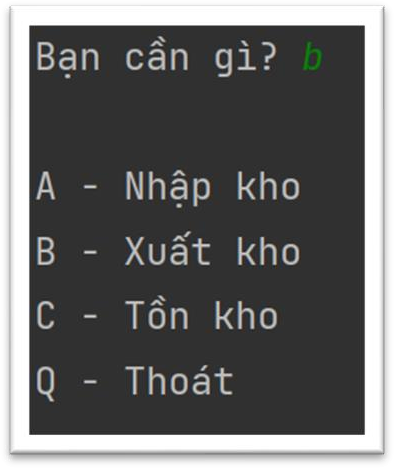 Bạn cần gì? b
A - Nhập kho
B - Xuất kho
C - Tồn kho
Q - Thoát